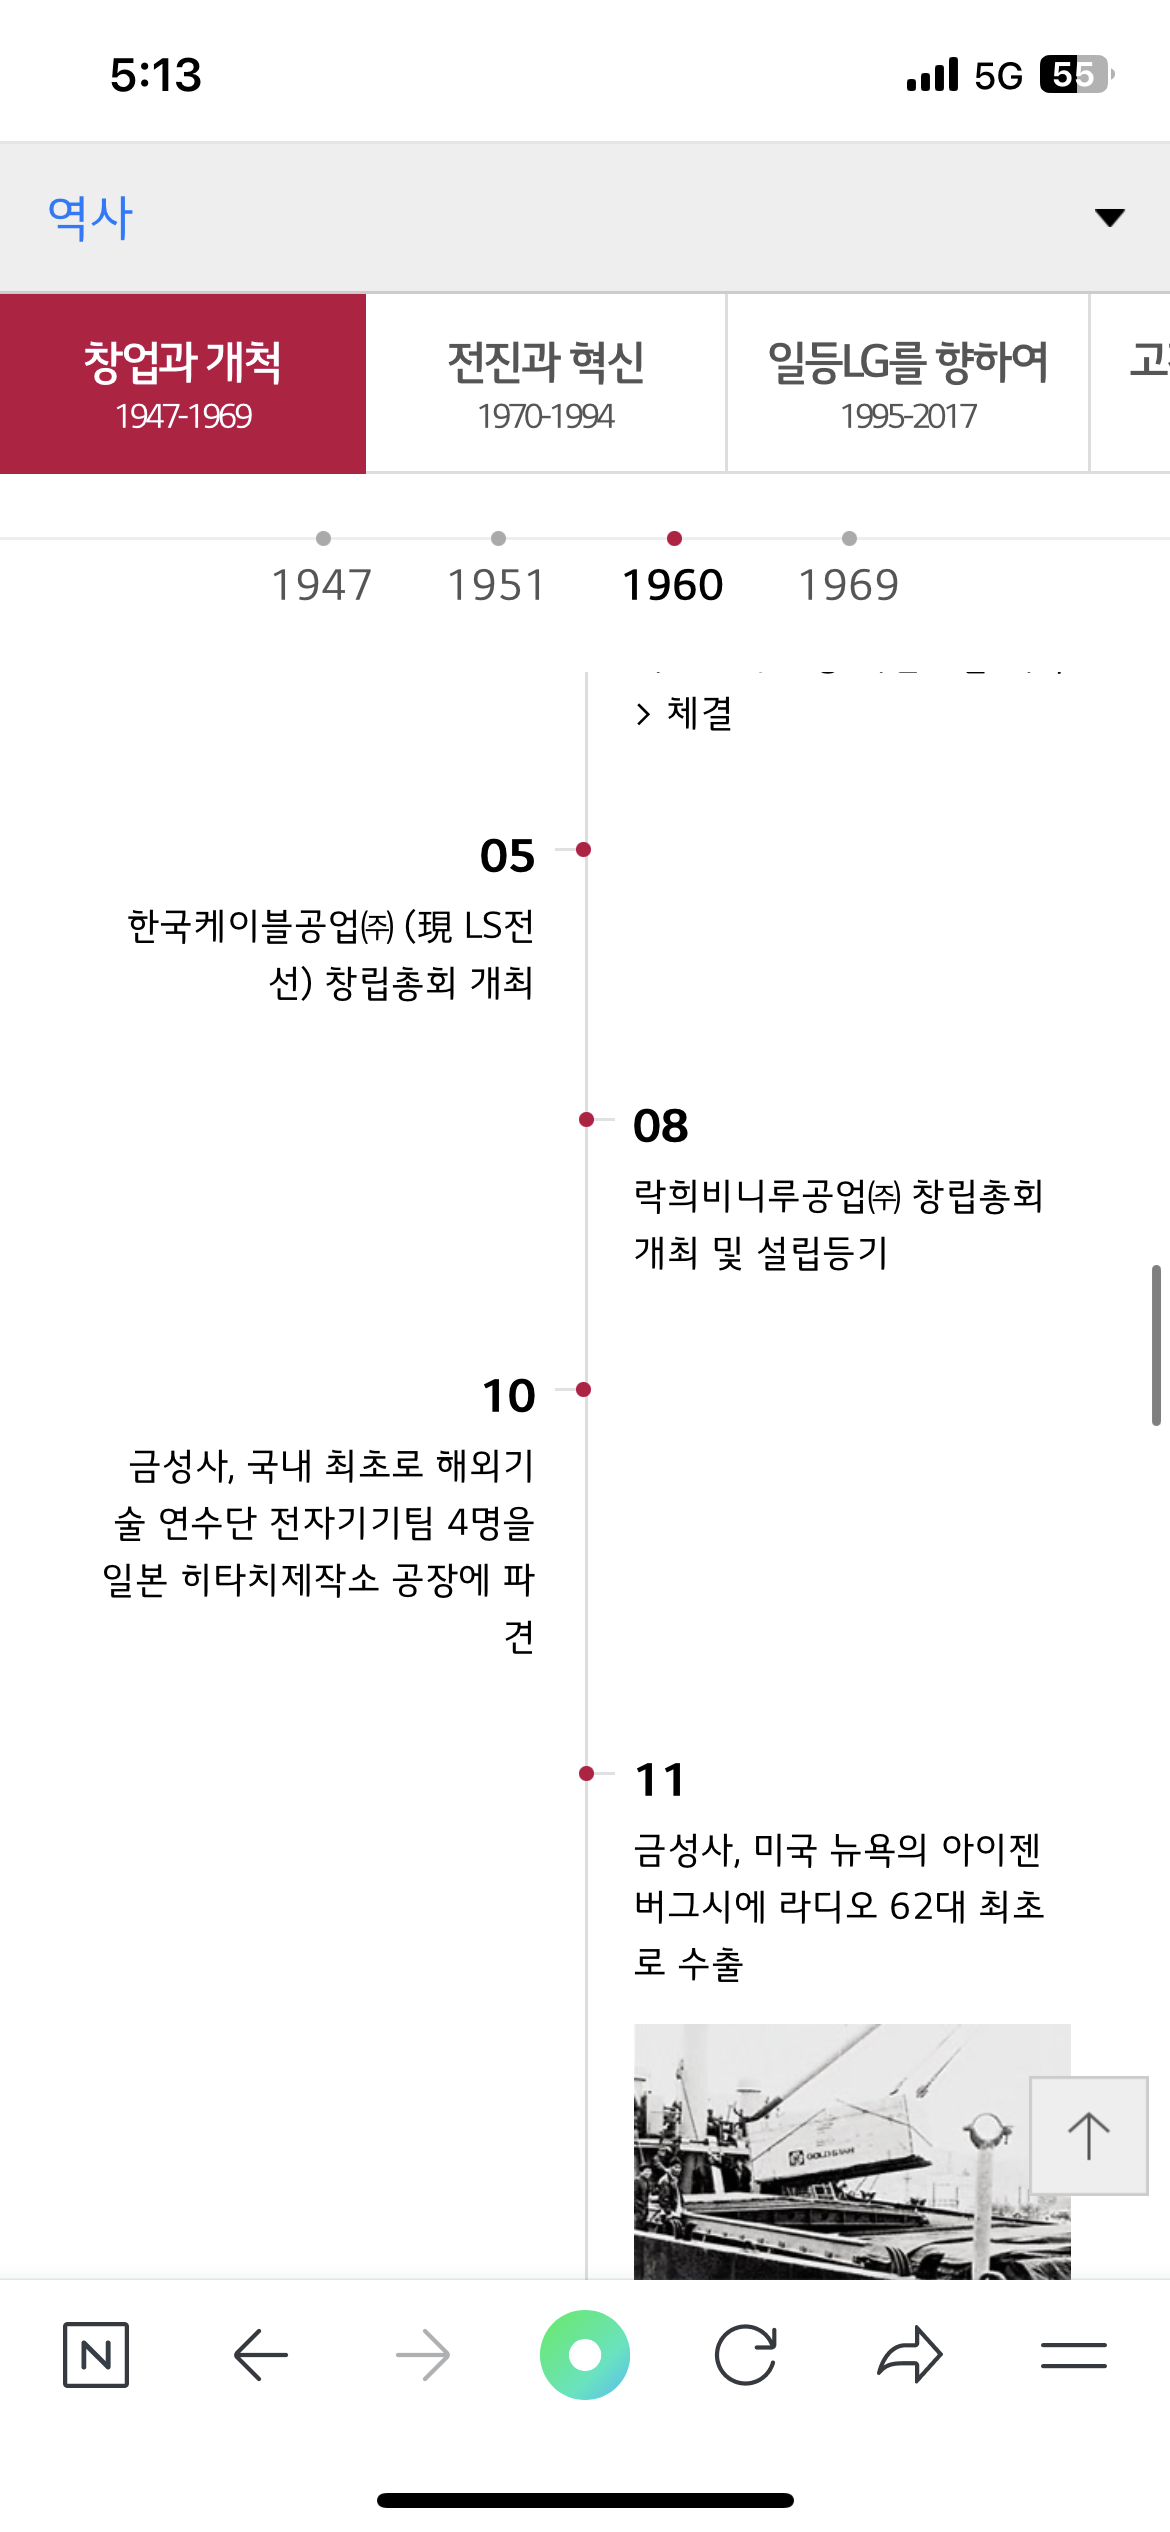 5:13
5G
55
역사
창업과 개척
1947-1969
전진과 혁신
1970-1994
일등LG를 향하여
1995-2017
1947
1951
1960
1969
> 체결
05
한국케이블공업㈜ (現 LS전
선) 창립총회 개최
08
락희비니루공업㈜ 창립총회
개최 및 설립등기
10
금성사, 국내 최초로 해외기
술 연수단 전자기기팀 4명을
일본 히타치제작소 공장에 파
견
11
금성사, 미국 뉴욕의 아이젠
버그시에 라디오 62대 최초
로 수출
GOLDSTAR
N